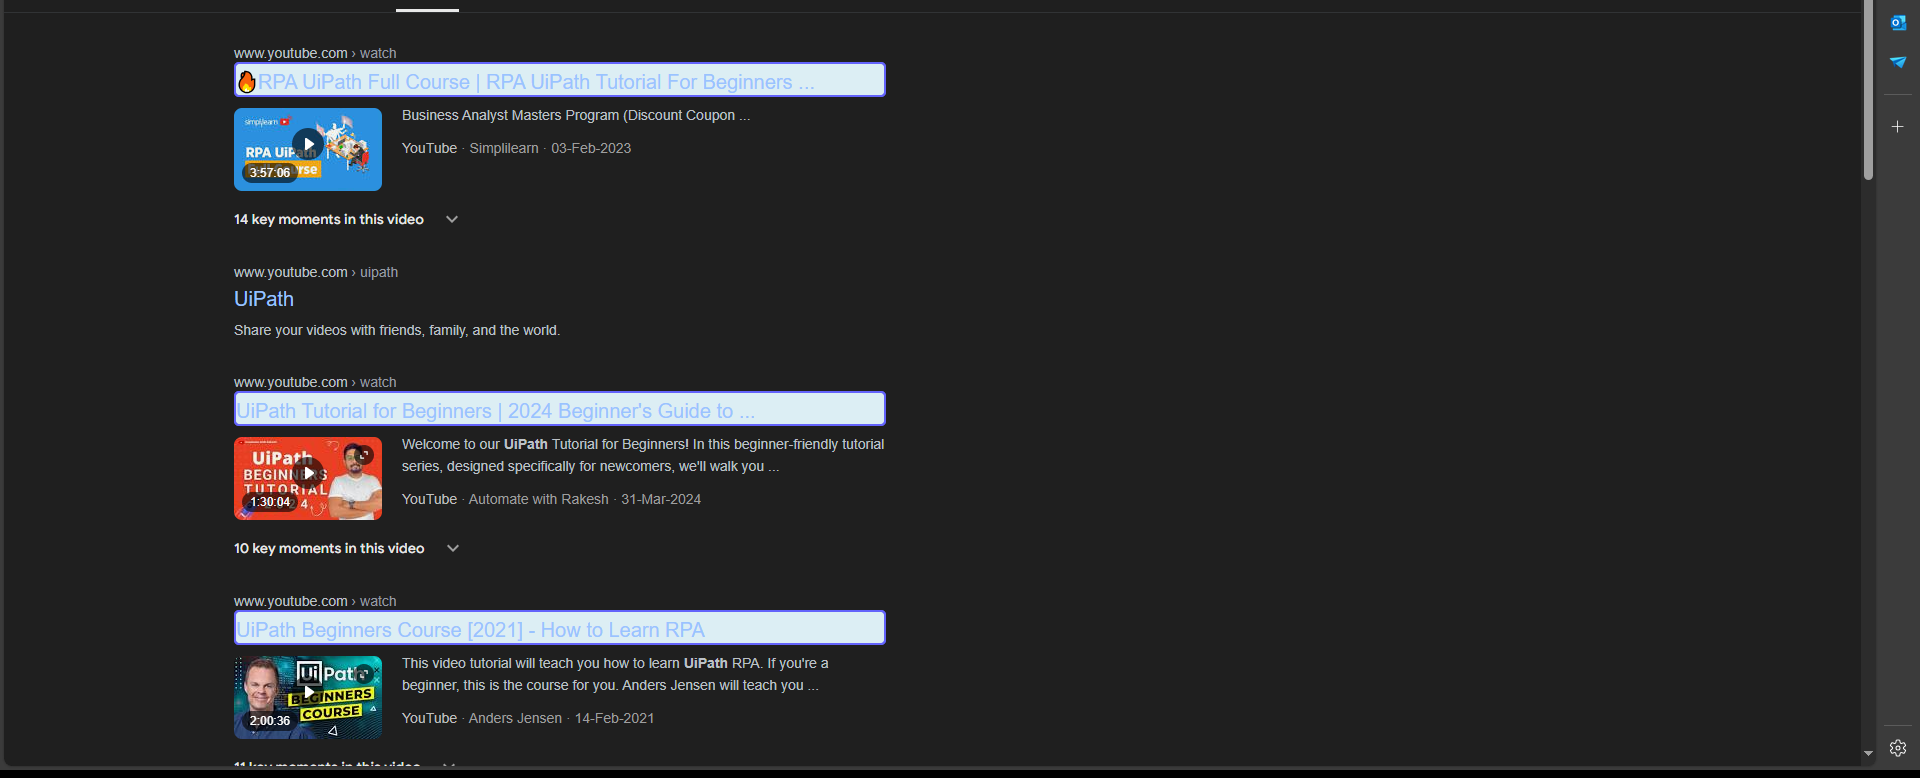 www.youtube.com › watch
🔥RPA UiPath Full Course | RPA UiPath Tutorial For Beginners ...
simplilearn
RPA UiPath
Full Course
3:57:06
Business Analyst Masters Program (Discount Coupon ...
YouTube · Simplilearn · 03-Feb-2023
14 key moments in this video
www.youtube.com › uipath
UiPath
Share your videos with friends, family, and the world.
www.youtube.com › watch
UiPath Tutorial for Beginners | 2024 Beginner's Guide to ...
UiPath
BEGINNERS
TUTORIAL
1:30:04
Welcome to our UiPath Tutorial for Beginners! In this beginner-friendly tutorial
series, designed specifically for newcomers, we'll walk you ...
YouTube · Automate with Rakesh · 31-Mar-2024
10 key moments in this video
www.youtube.com › watch
UiPath Beginners Course [2021] - How to Learn RPA
UiPath
BEGINNERS
COURSE
2:00:36
This video tutorial will teach you how to learn UiPath RPA. If you're a
beginner, this is the course for you. Anders Jensen will teach you ...
YouTube · Anders Jensen · 14-Feb-2021
11 key moments in this video